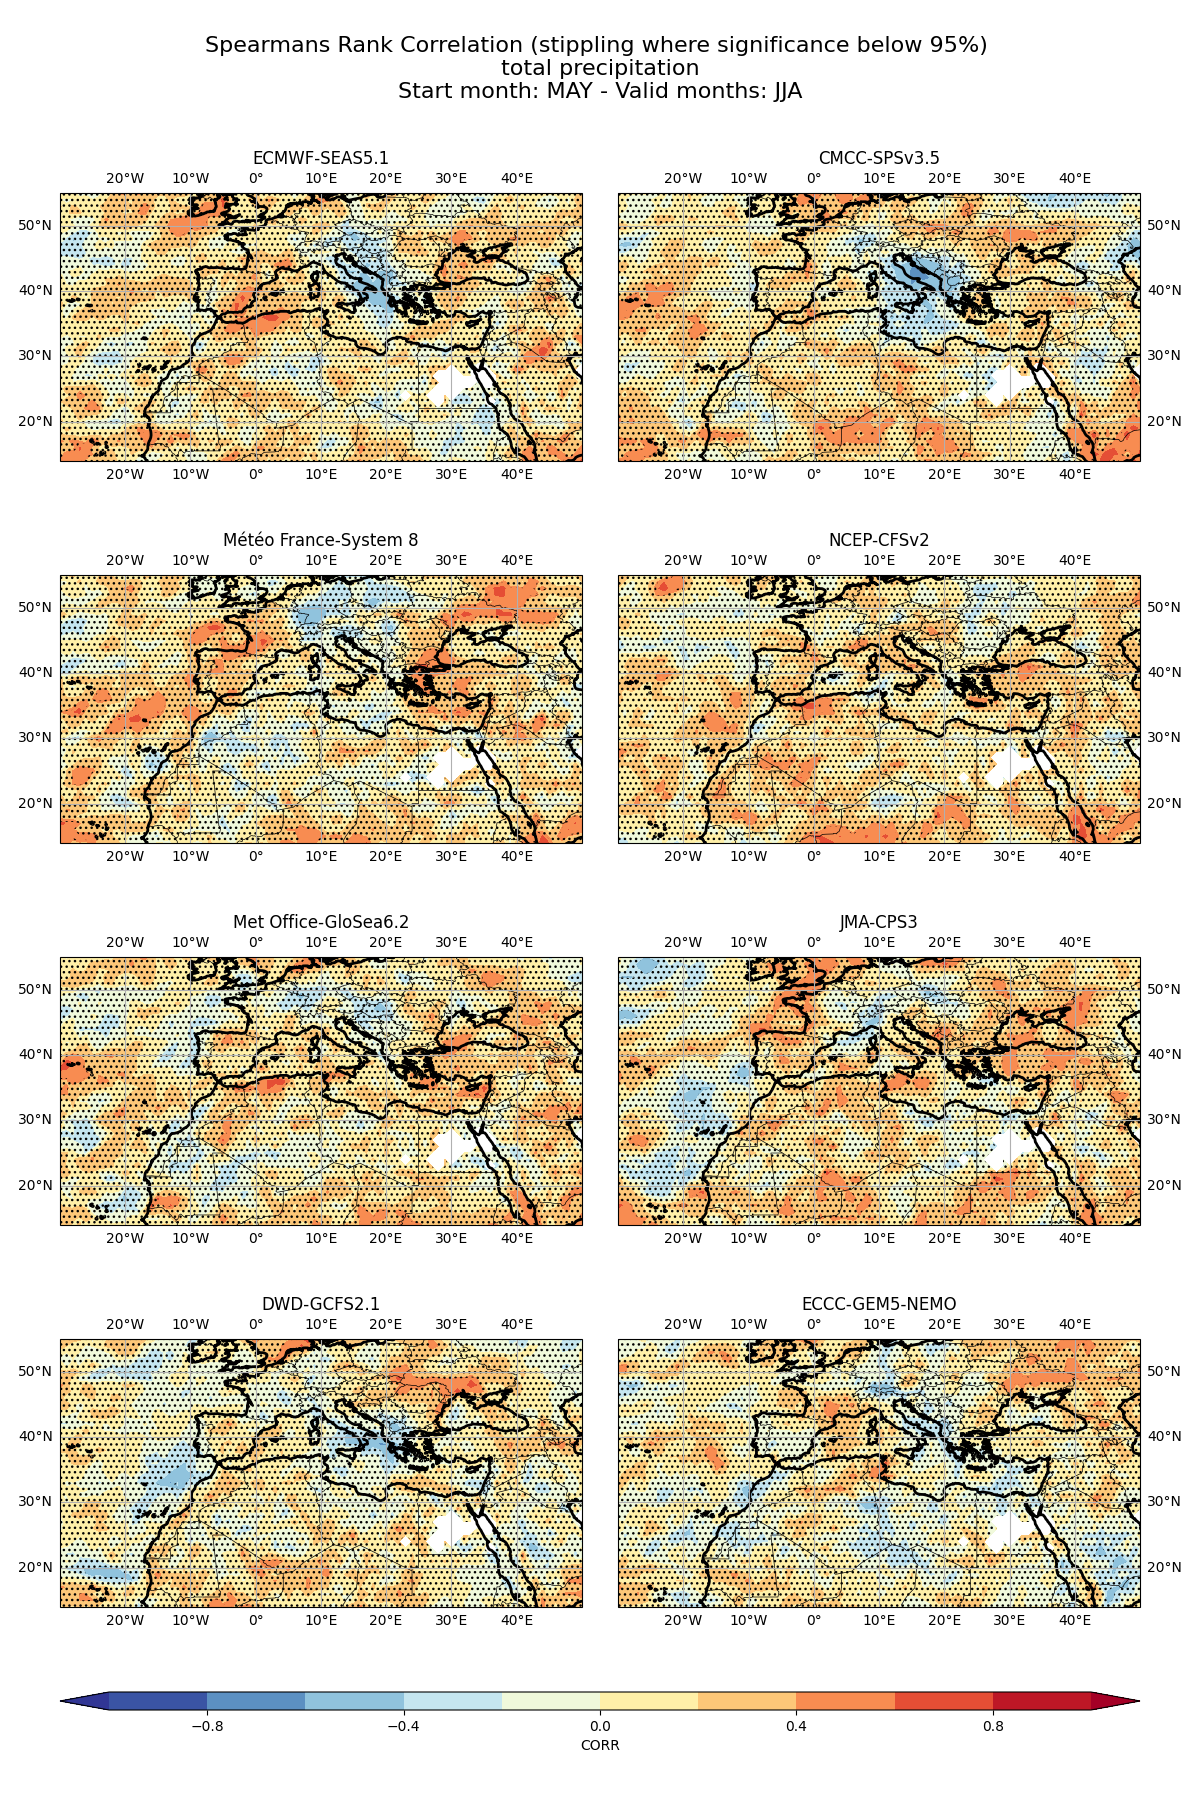 Spearmans Rank Correlation (stippling where significance below 95%)
total precipitation
Start month: MAY - Valid months: JJA
ECMWF-SEAS5.1
20°W 10°W 0° 10°E 20°E 30°E 40°E
50°N
40°N
30°N
20°N
20°W 10°W 0° 10°E 20°E 30°E 40°E
CMCC-SPSv3.5
20°W 10°W 0° 10°E 20°E 30°E 40°E
50°N
40°N
30°N
20°N
20°W 10°W 0° 10°E 20°E 30°E 40°E
Météo France-System 8
20°W 10°W 0° 10°E 20°E 30°E 40°E
50°N
40°N
30°N
20°N
20°W 10°W 0° 10°E 20°E 30°E 40°E
NCEP-CFSv2
20°W 10°W 0° 10°E 20°E 30°E 40°E
50°N
40°N
30°N
20°N
20°W 10°W 0° 10°E 20°E 30°E 40°E
Met Office-GloSea6.2
20°W 10°W 0° 10°E 20°E 30°E 40°E
50°N
40°N
30°N
20°N
20°W 10°W 0° 10°E 20°E 30°E 40°E
JMA-CPS3
20°W 10°W 0° 10°E 20°E 30°E 40°E
50°N
40°N
30°N
20°N
20°W 10°W 0° 10°E 20°E 30°E 40°E
DWD-GCFS2.1
20°W 10°W 0° 10°E 20°E 30°E 40°E
50°N
40°N
30°N
20°N
20°W 10°W 0° 10°E 20°E 30°E 40°E
ECCC-GEM5-NEMO
20°W 10°W 0° 10°E 20°E 30°E 40°E
50°N
40°N
30°N
20°N
20°W 10°W 0° 10°E 20°E 30°E 40°E
−0.8 −0.4 0.0 0.4 0.8
CORR